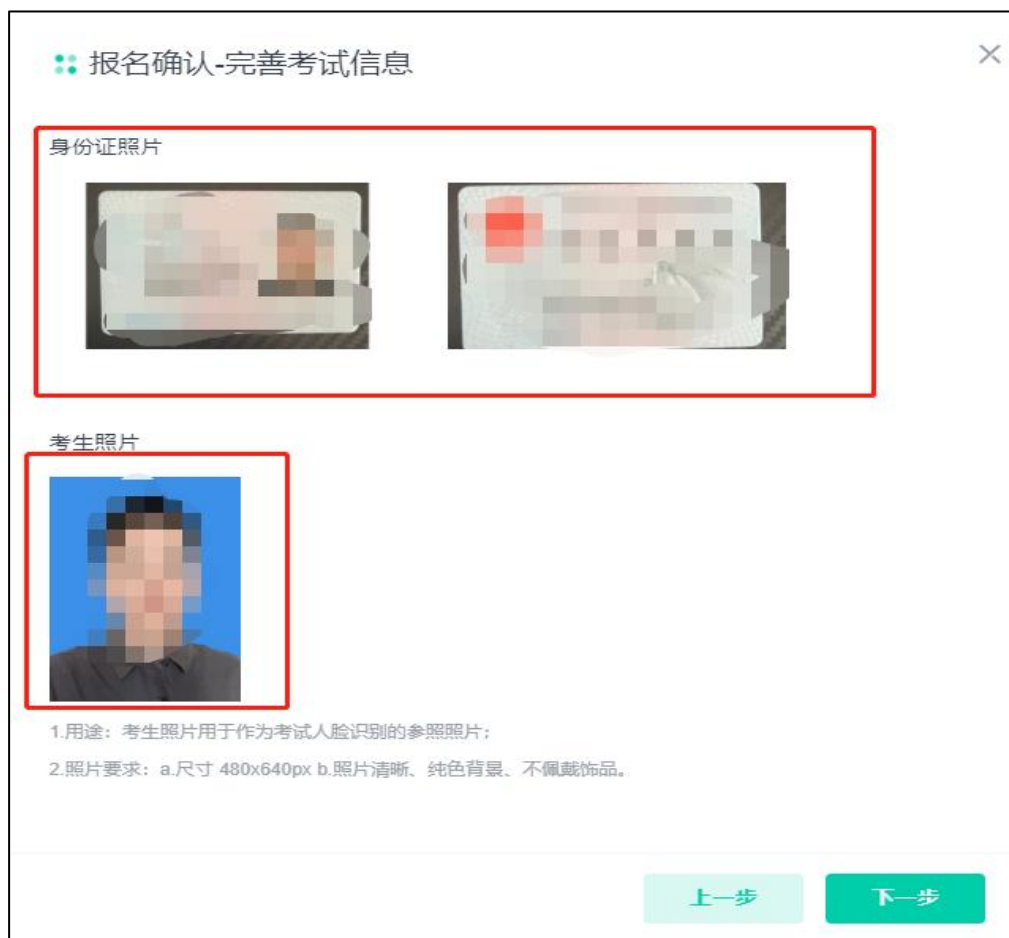 报名确认-完善考试信息
身份证照片
考生照片
1.用途：考生照片用于作为考试人脸识别的参照照片；
2.照片要求：a.尺寸 480x640px b.照片清晰、纯色背景、不佩戴饰品。
上一步
下一步